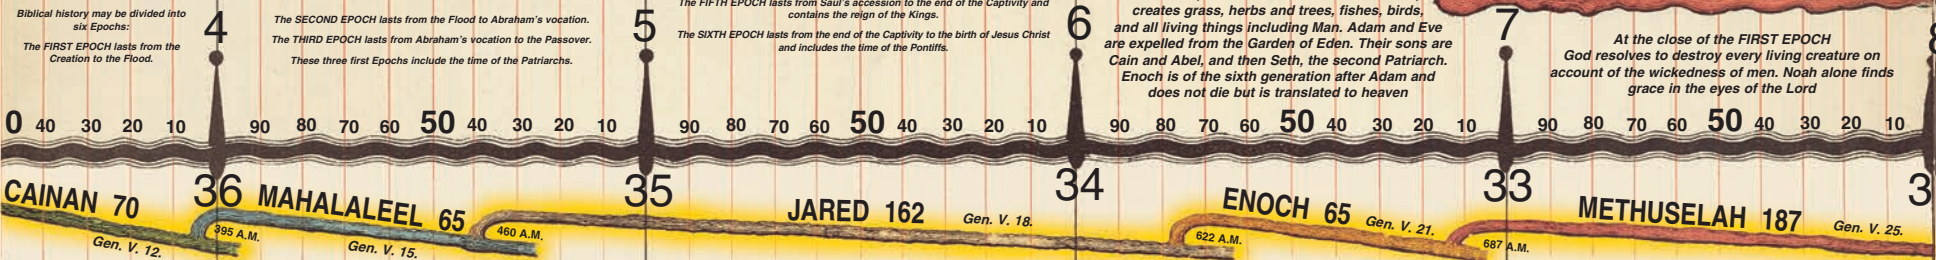 Biblical history may be divided into
six Epochs:
The FIRST EPOCH lasts from the
Creation to the Flood.
4
The SECOND EPOCH lasts from the Flood to Abraham's vocation.
The THIRD EPOCH lasts from Abraham's vocation to the Passover.
These three first Epochs include the time of the Patriarchs.
5
The FIFTH EPOCH lasts from Saul's accession to the end of the Captivity and
contains the reign of the Kings.
The SIXTH EPOCH lasts from the end of the Captivity to the birth of Jesus Christ
and includes the time of the Pontiffs.
6
creates grass, herbs and trees, fishes, birds,
and all living things including Man. Adam and Eve
are expelled from the Garden of Eden. Their sons are
Cain and Abel, and then Seth, the second Patriarch.
Enoch is of the sixth generation after Adam and
does not die but is translated to heaven
7
At the close of the FIRST EPOCH
God resolves to destroy every living creature on
account of the wickedness of men. Noah alone finds
grace in the eyes of the Lord
0 40 30 20 10 90 80 70 60 50 40 30 20 10 90 80 70 60 50 40 30 20 10 90 80 70 60 50 40 30 20 10 90 80 70 60 50 40 30 20 10
36 35 34 33 3
CAINAN 70
Gen. V. 12.
395 A.M.
MAHALALEEL 65
Gen. V. 15.
460 A.M.
JARED 162
Gen. V. 18.
622 A.M.
ENOCH 65
Gen. V. 21.
687 A.M.
METHUSELAH 187
Gen. V. 25.